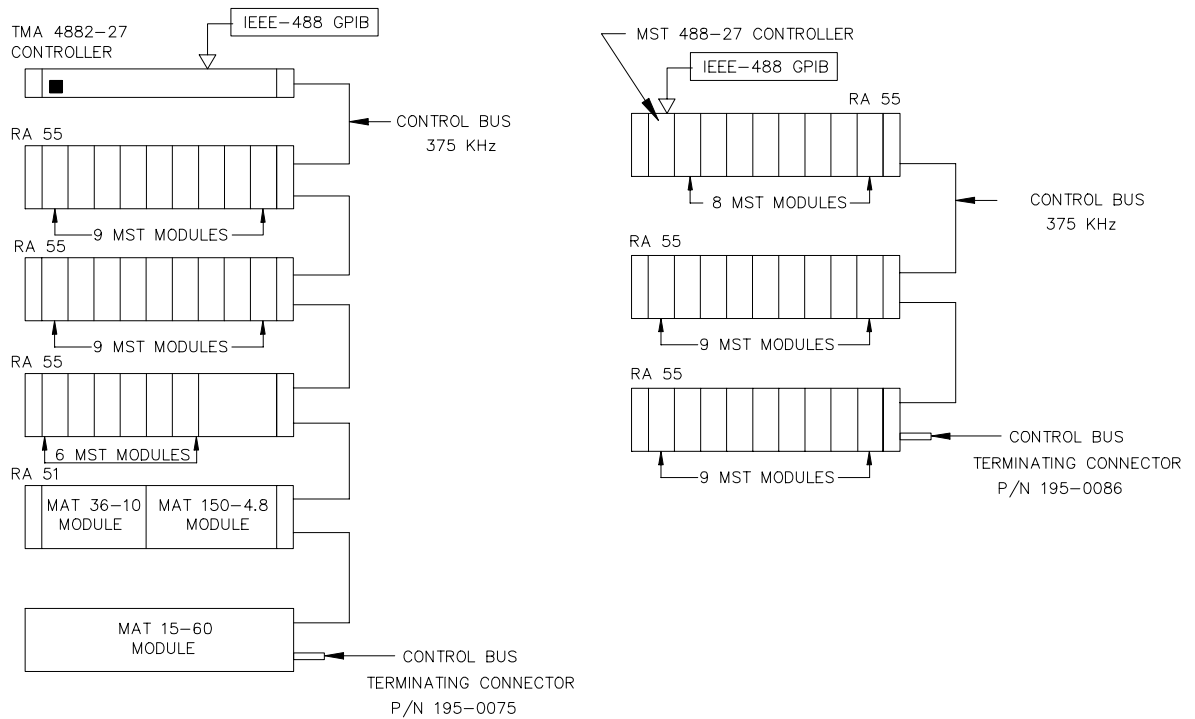 TMA 4882-27
CONTROLLER
IEEE-488 GPIB
CONTROL BUS
375 KHz
RA 55
9 MST MODULES
RA 55
9 MST MODULES
RA 55
6 MST MODULES
RA 51
MAT 36-10
MODULE
MAT 150-4.8
MODULE
MAT 15-60
MODULE
CONTROL BUS
TERMINATING CONNECTOR
P/N 195-0075
MST 488-27 CONTROLLER
IEEE-488 GPIB
RA 55
8 MST MODULES
CONTROL BUS
375 KHz
RA 55
9 MST MODULES
RA 55
9 MST MODULES
CONTROL BUS
TERMINATING CONNECTOR
P/N 195-0086